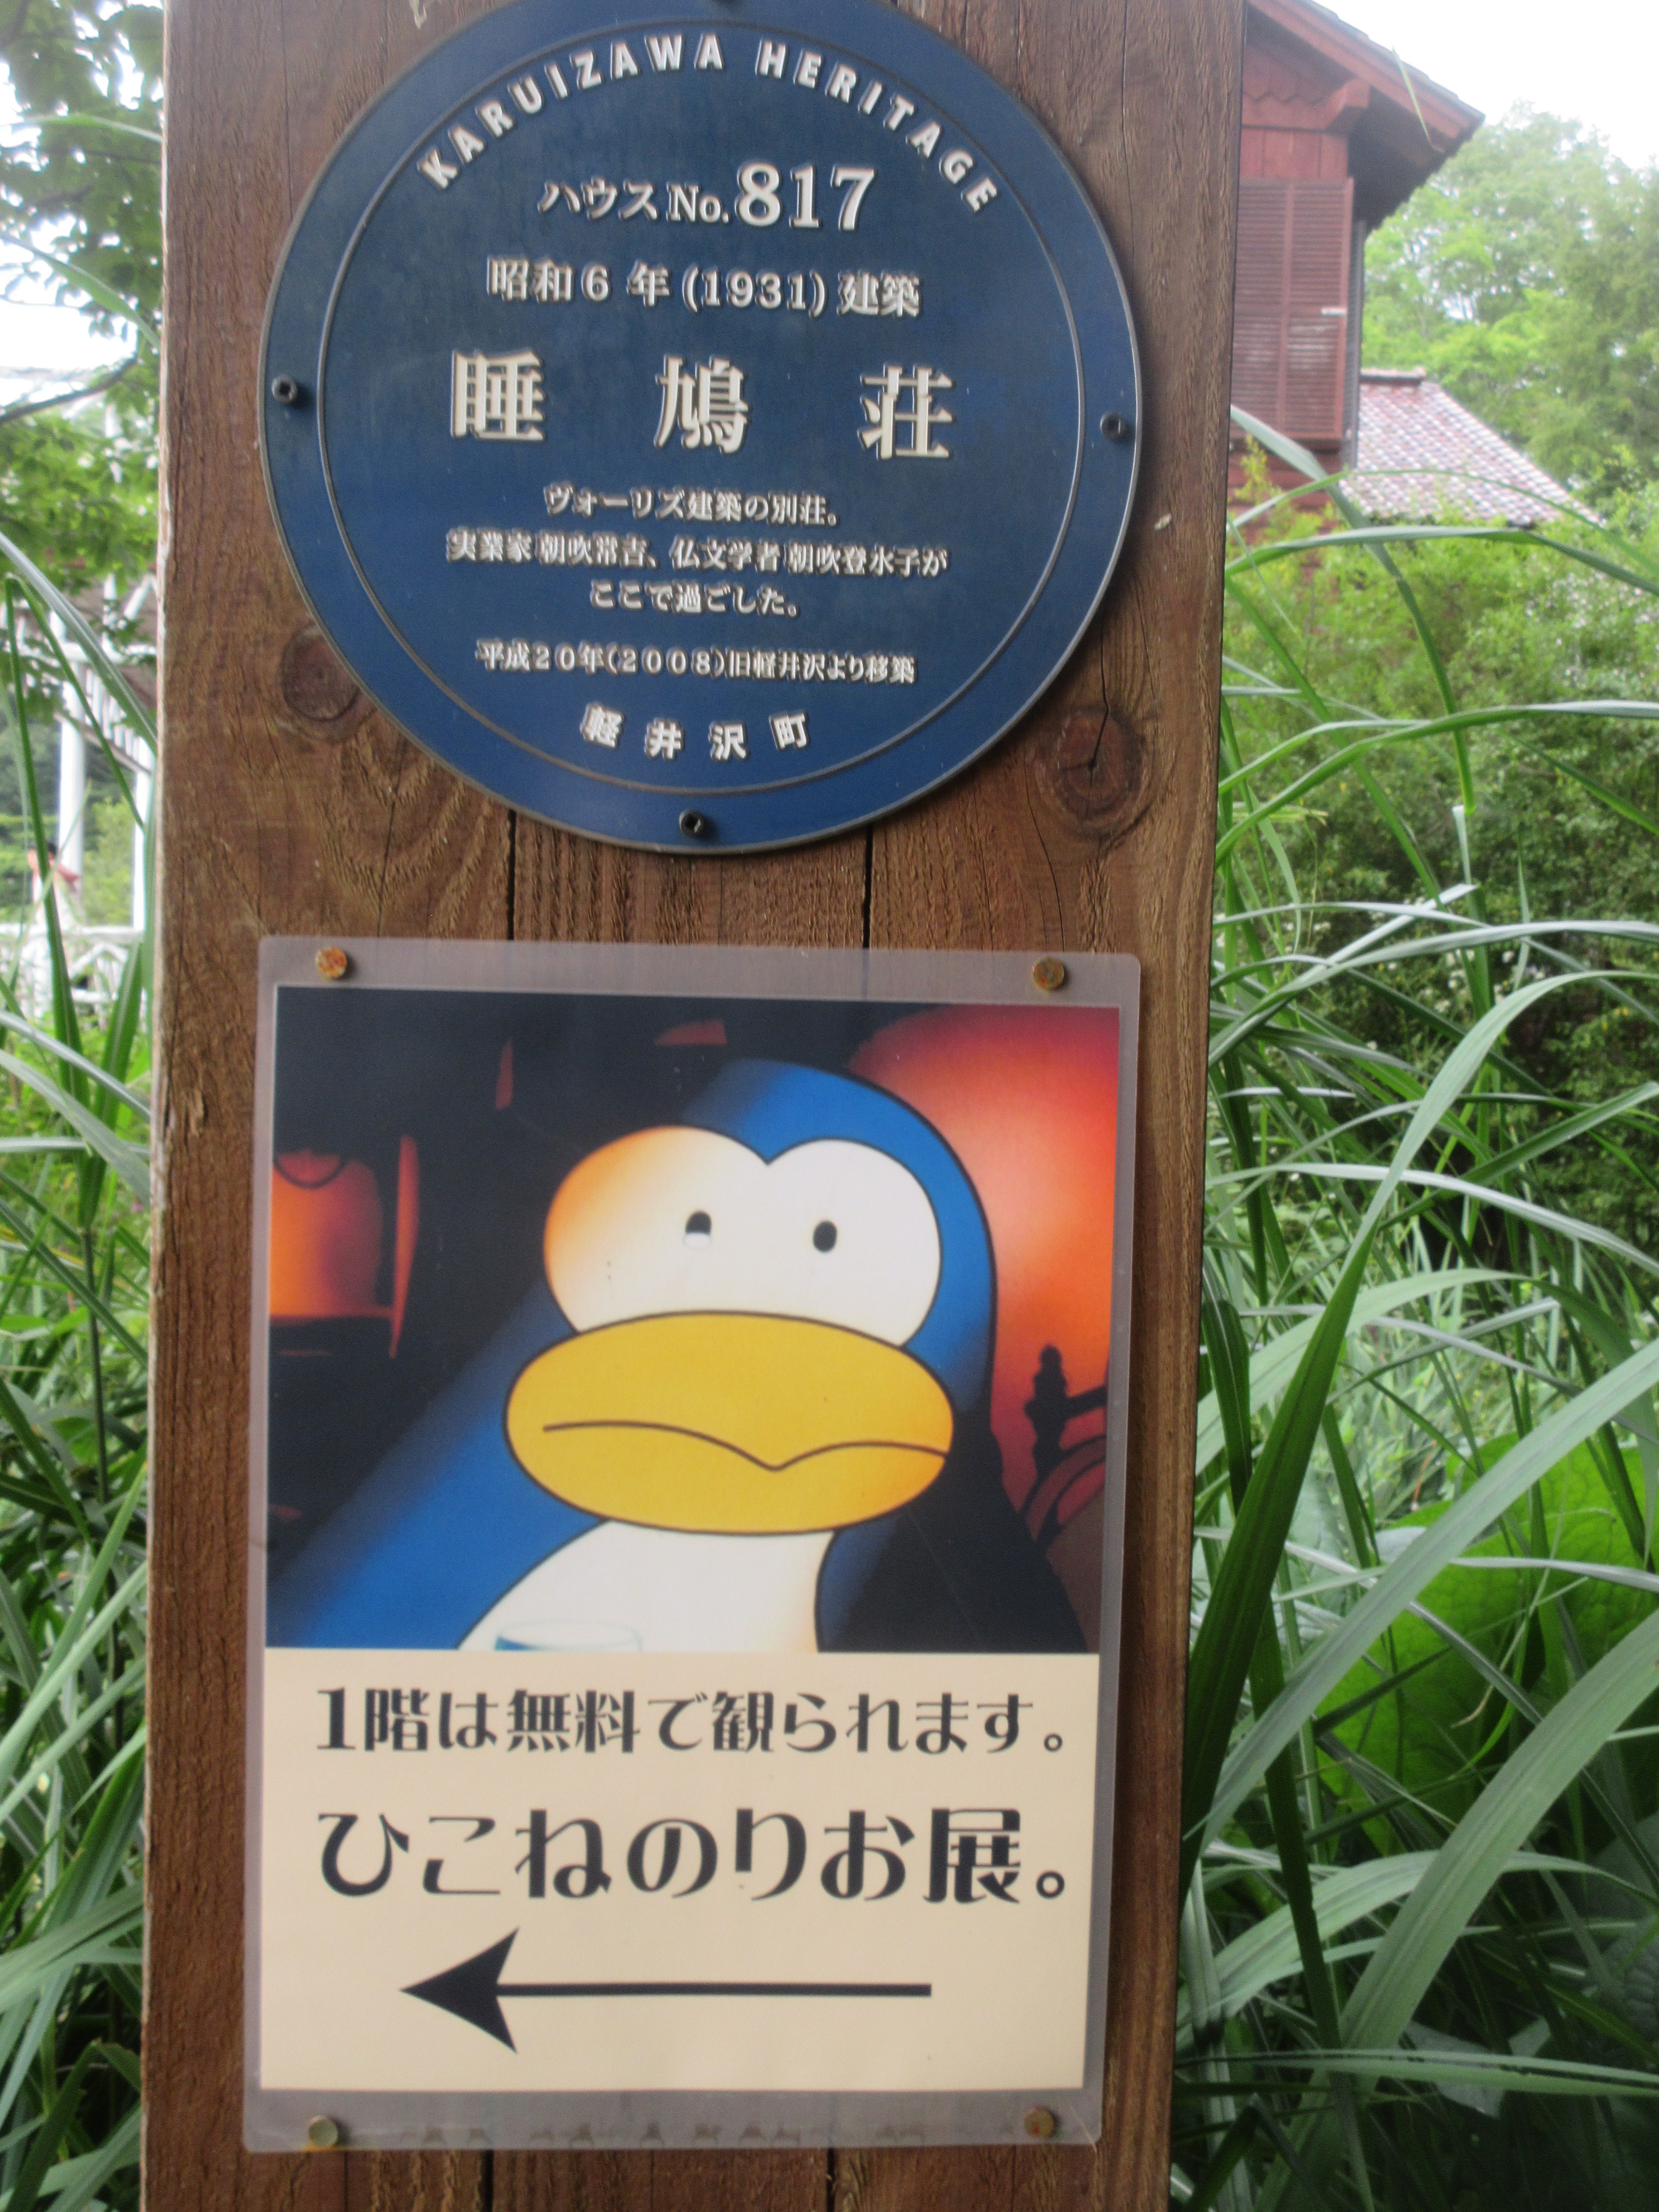 KARUIZAWA HERITAGE
ハウスNo.817
昭和6年(1931)建築
睡鳩荘
ヴォーリズ建築の別荘。
実業家 朝吹常吉、仏文学者 朝吹登水子が
ここで過ごした。
平成20年(2008)旧軽井沢より移築
軽井沢町
1階は無料で観られます。
ひこねのりお展。